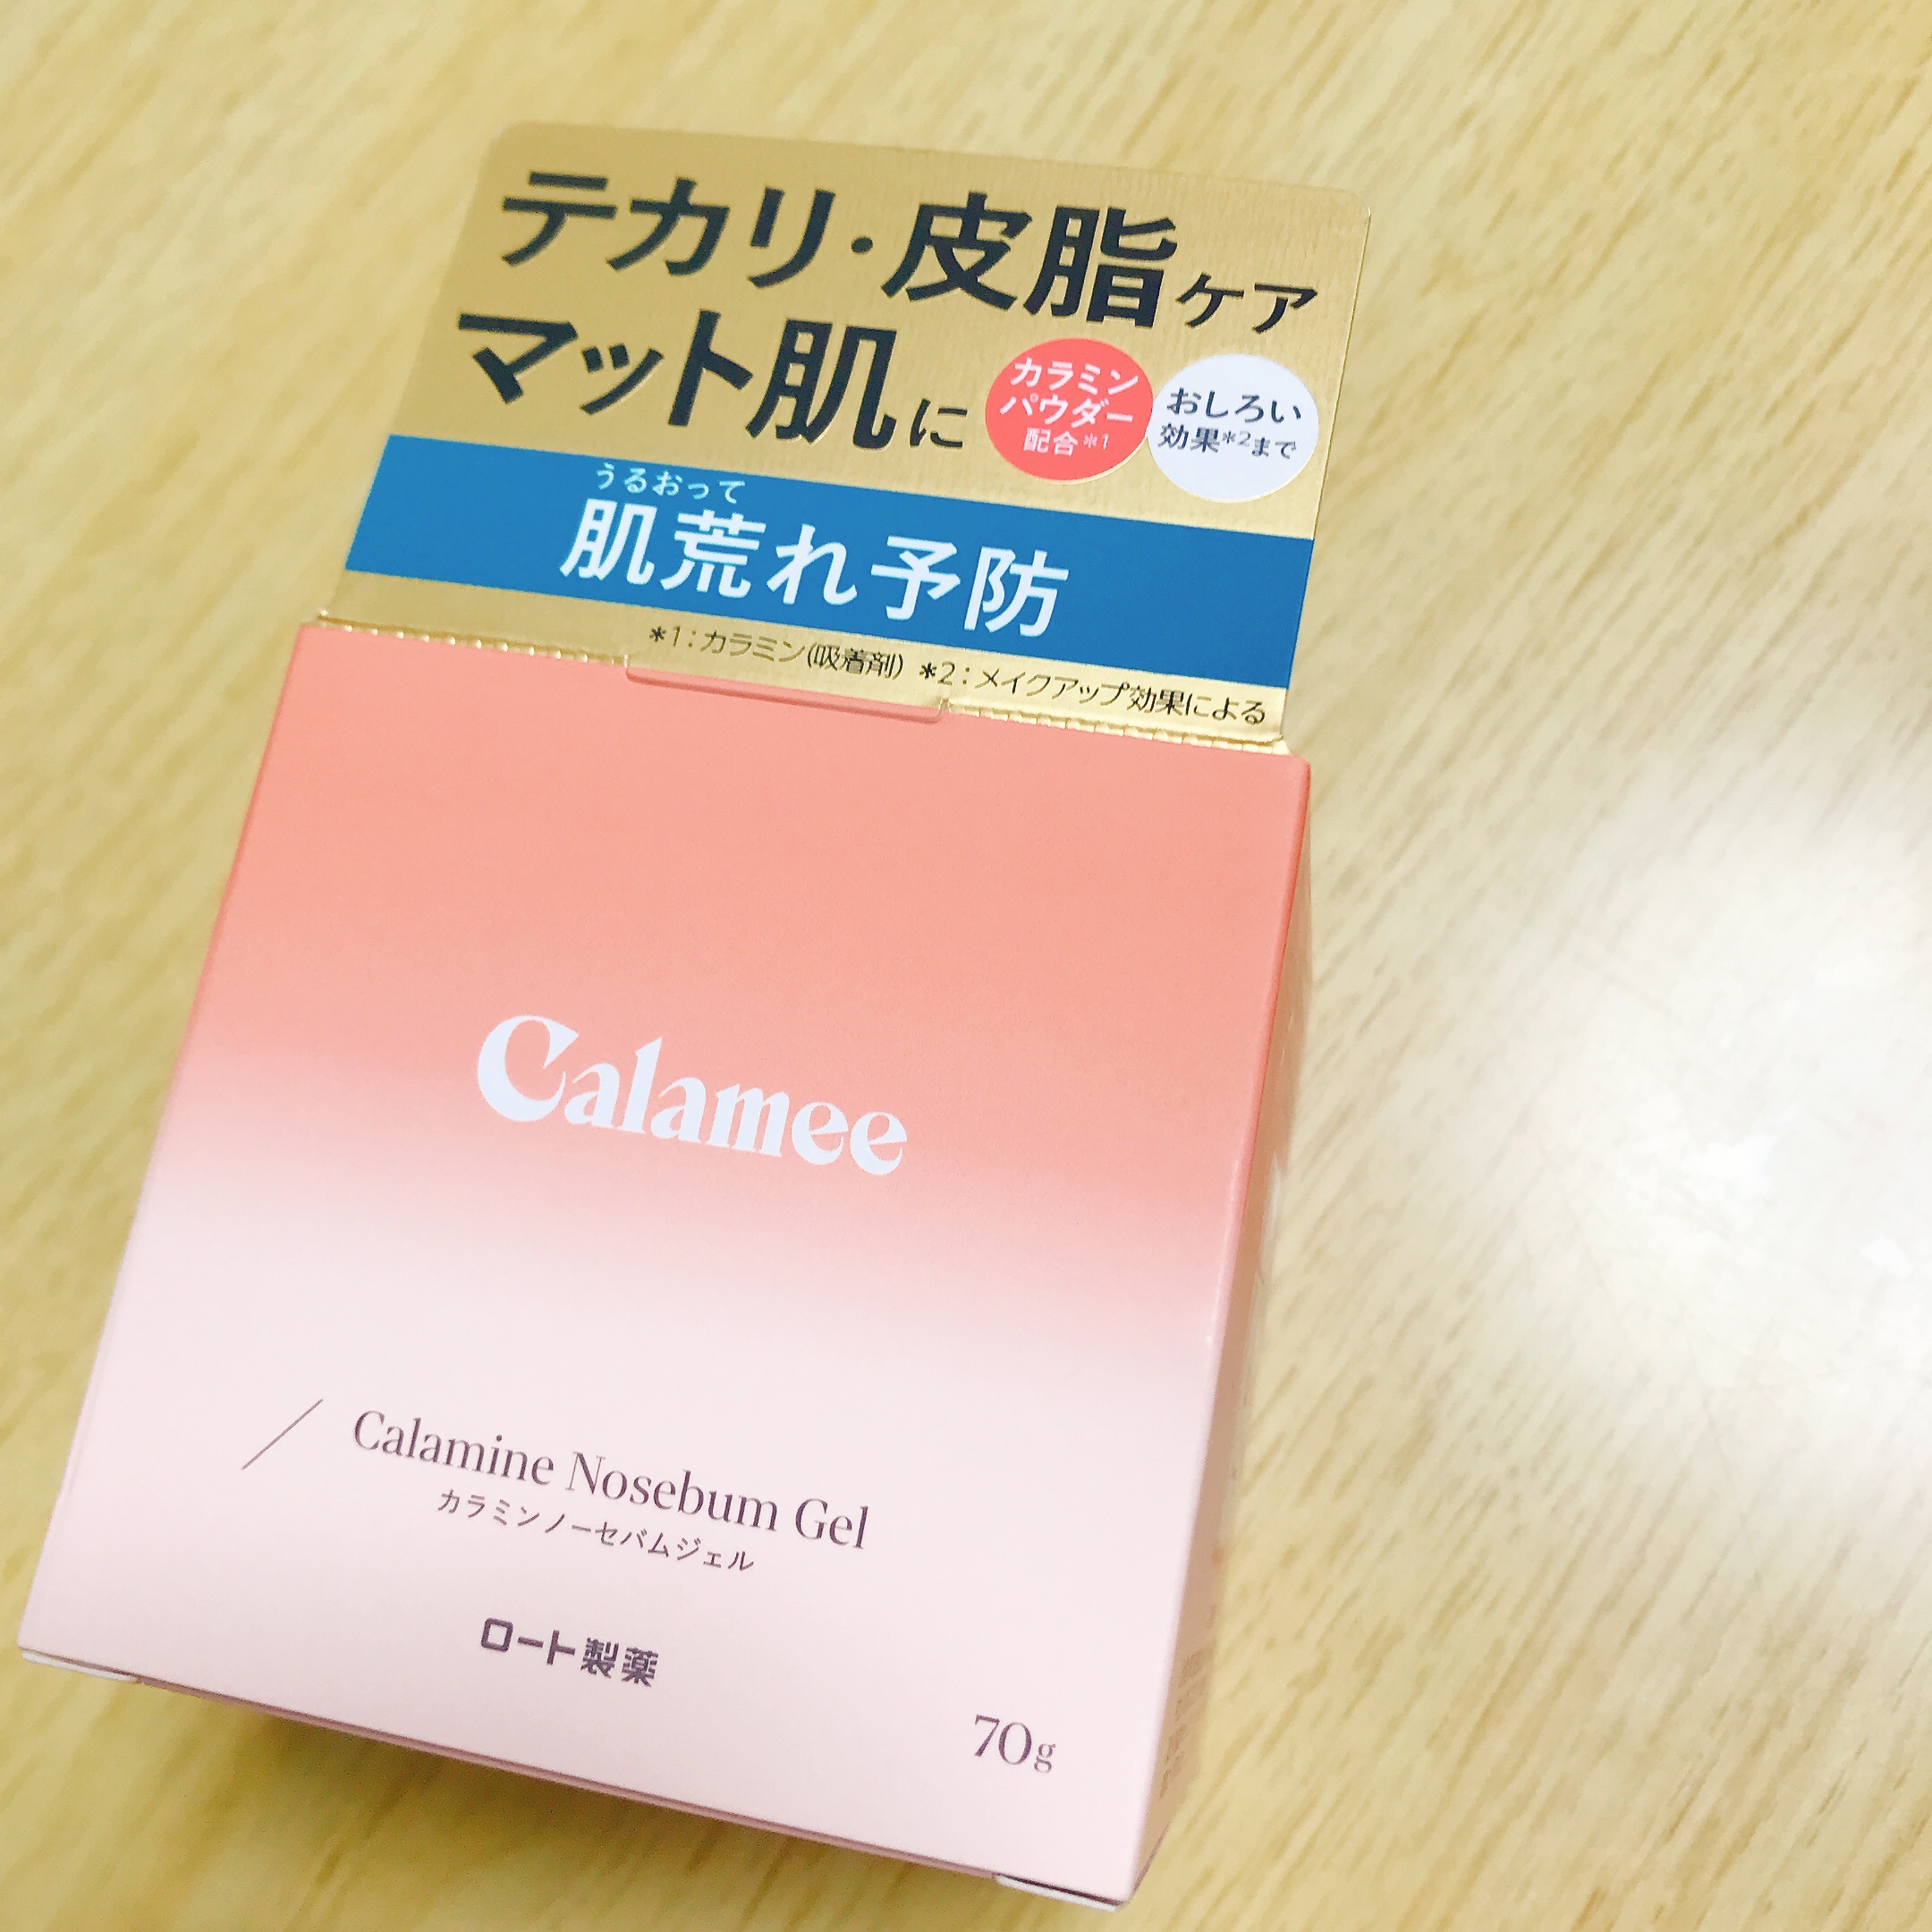 テカリ・皮脂ケア
マット肌に
カラミン
パウダー
配合*1
おしろい
効果*2まで
うるおって
肌荒れ予防
*1：カラミン(吸着剤) *2：メイクアップ効果による
Calamee
Calamine Nosebum Gel
カラミンノーセバムジェル
ロート製薬
70g